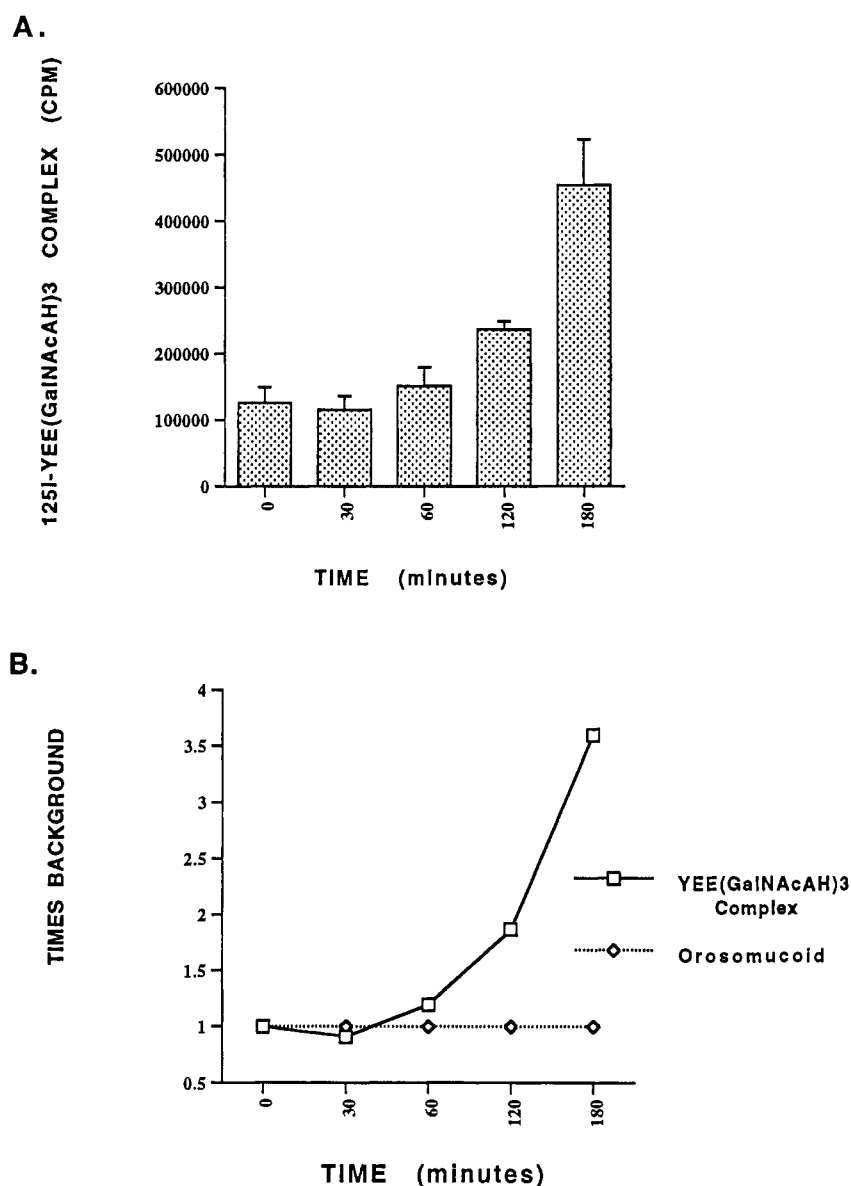 A.
125I-YEE(GalNAcAH)3 COMPLEX (CPM)
600000
500000
400000
300000
200000
100000
0
0 30 60 120 180
TIME (minutes)
B.
TIMES BACKGROUND
4
3.5
3
2.5
2
1.5
1
0.5
0 30 60 120 180
TIME (minutes)
YEE(GalNAcAH)3
Complex
Orosomucoid